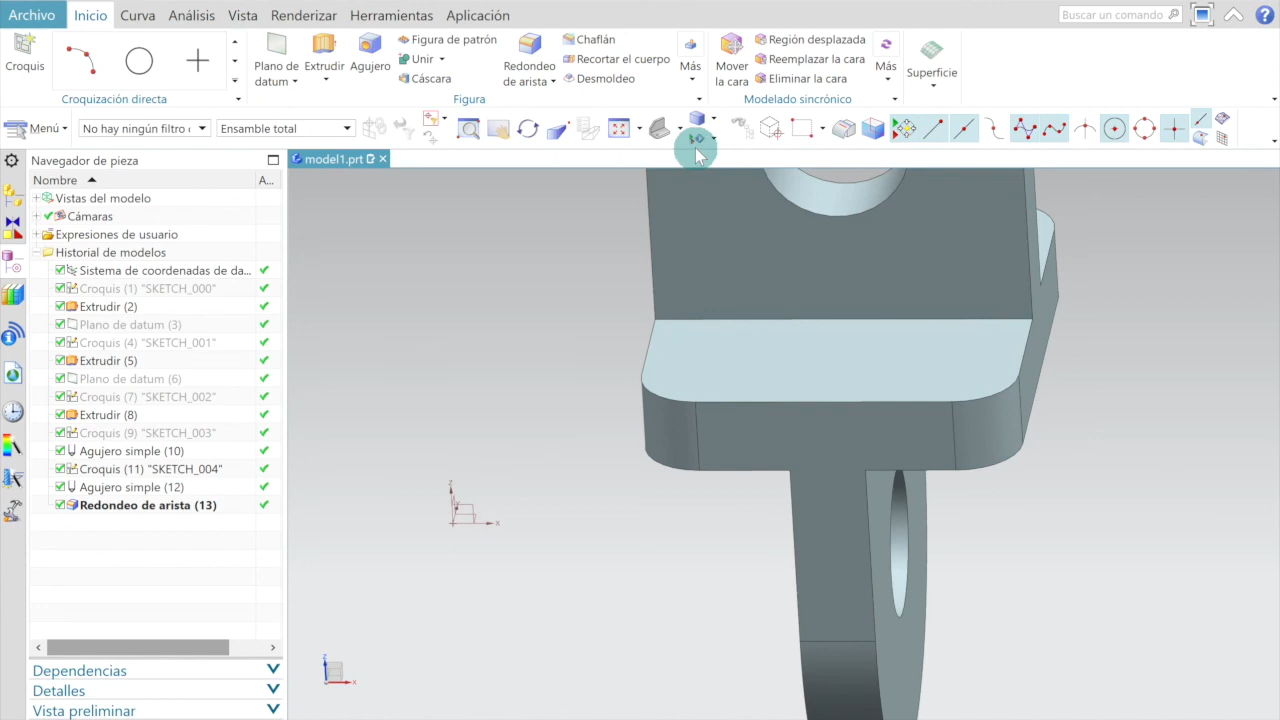 Archivo Inicio Curva Análisis Vista Renderizar Herramientas Aplicación Buscar un comando
Croquis
Croquización directa
Plano de datum
Extrudir
Agujero
Figura de patrón
Unir
Cáscara
Redondeo de arista
Chaflán
Recortar el cuerpo
Desmoldeo
Más
Figura
Mover la cara
Región desplazada
Reemplazar la cara
Eliminar la cara
Más
Modelado sincrónico
Superficie
Menú No hay ningún filtro Ensamble total
Navegador de pieza
model1.prt
Nombre A...
Vistas del modelo
Cámaras
Expresiones de usuario
Historial de modelos
Sistema de coordenadas de da...
Croquis (1) "SKETCH_000"
Extrudir (2)
Plano de datum (3)
Croquis (4) "SKETCH_001"
Extrudir (5)
Plano de datum (6)
Croquis (7) "SKETCH_002"
Extrudir (8)
Croquis (9) "SKETCH_003"
Agujero simple (10)
Croquis (11) "SKETCH_004"
Agujero simple (12)
Redondeo de arista (13)
Z
X
Z
X
Dependencias
Detalles
Vista preliminar